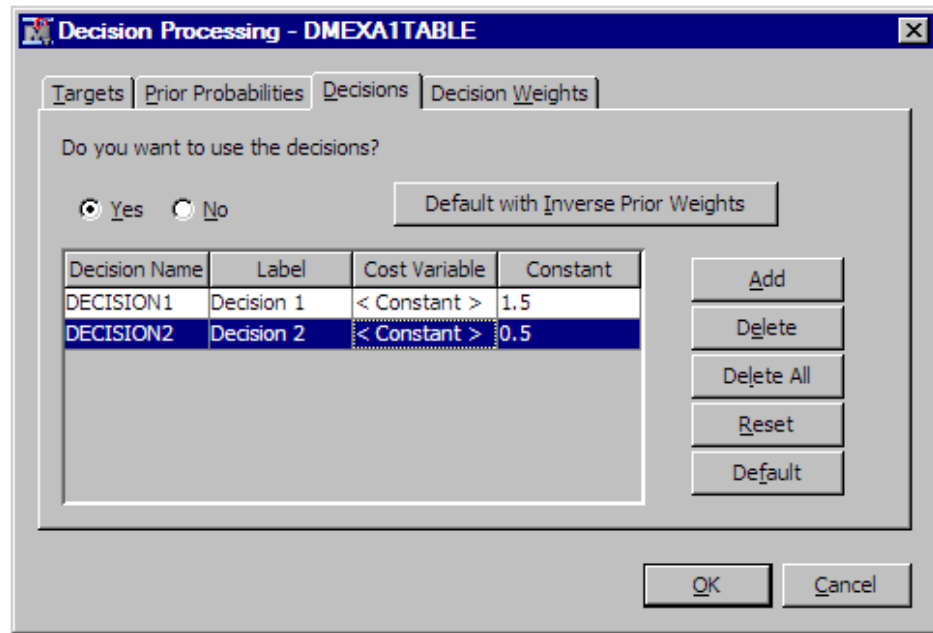 Decision Processing - DMEXA1TABLE
Targets Prior Probabilities Decisions Decision Weights
Do you want to use the decisions?
Yes No Default with Inverse Prior Weights
Decision Name Label Cost Variable Constant
DECISION1 Decision 1 < Constant > 1.5
DECISION2 Decision 2 < Constant > 0.5
Add
Delete
Delete All
Reset
Default
OK Cancel